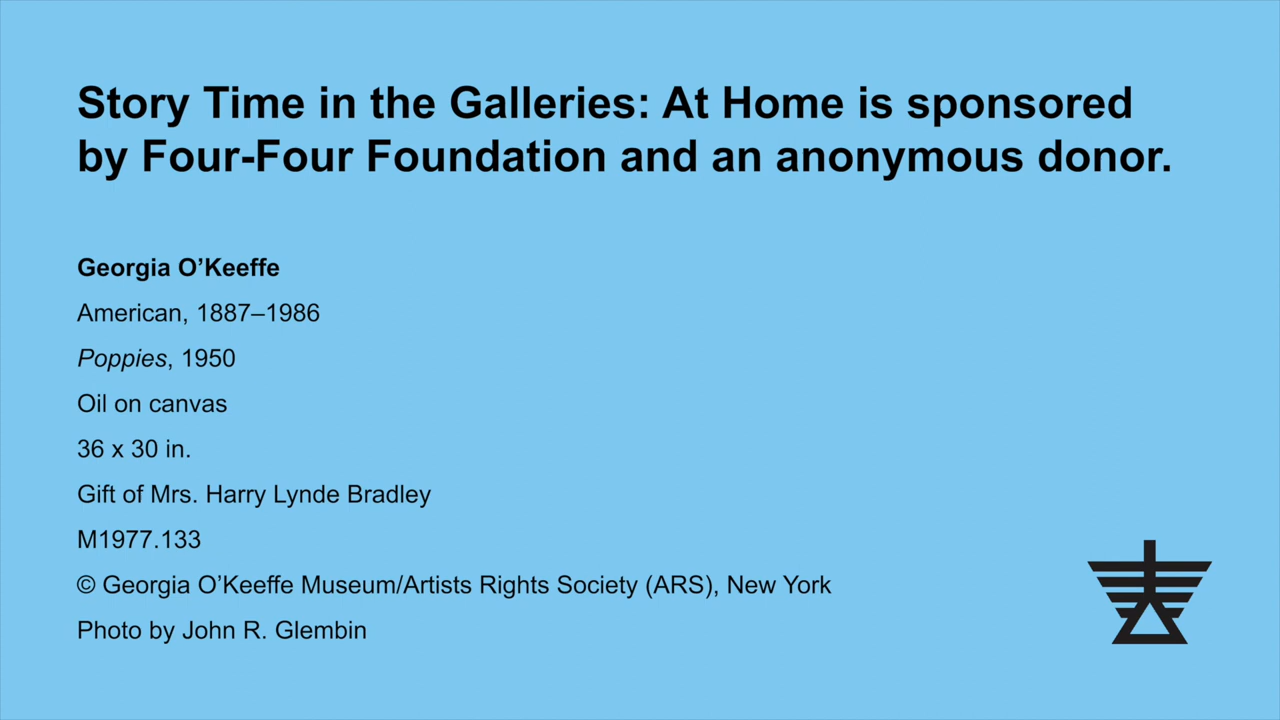 Story Time in the Galleries: At Home is sponsored
by Four-Four Foundation and an anonymous donor.
Georgia O’Keeffe
American, 1887–1986
Poppies, 1950
Oil on canvas
36 x 30 in.
Gift of Mrs. Harry Lynde Bradley
M1977.133
© Georgia O’Keeffe Museum/Artists Rights Society (ARS), New York
Photo by John R. Glembin